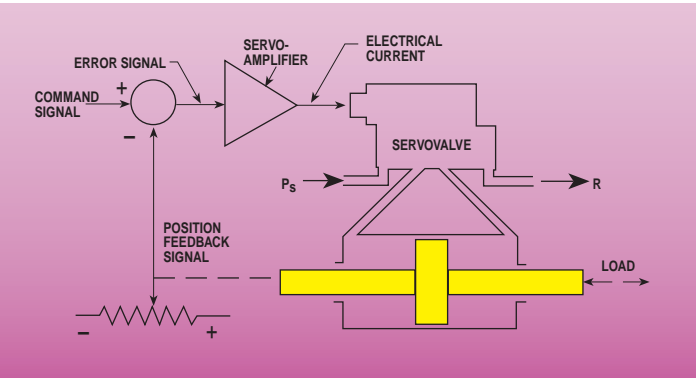 SERVO-
AMPLIFIER
ELECTRICAL
CURRENT
ERROR SIGNAL
+
COMMAND
SIGNAL
–
SERVOVALVE
Ps
R
POSITION
FEEDBACK
SIGNAL
LOAD
–
+